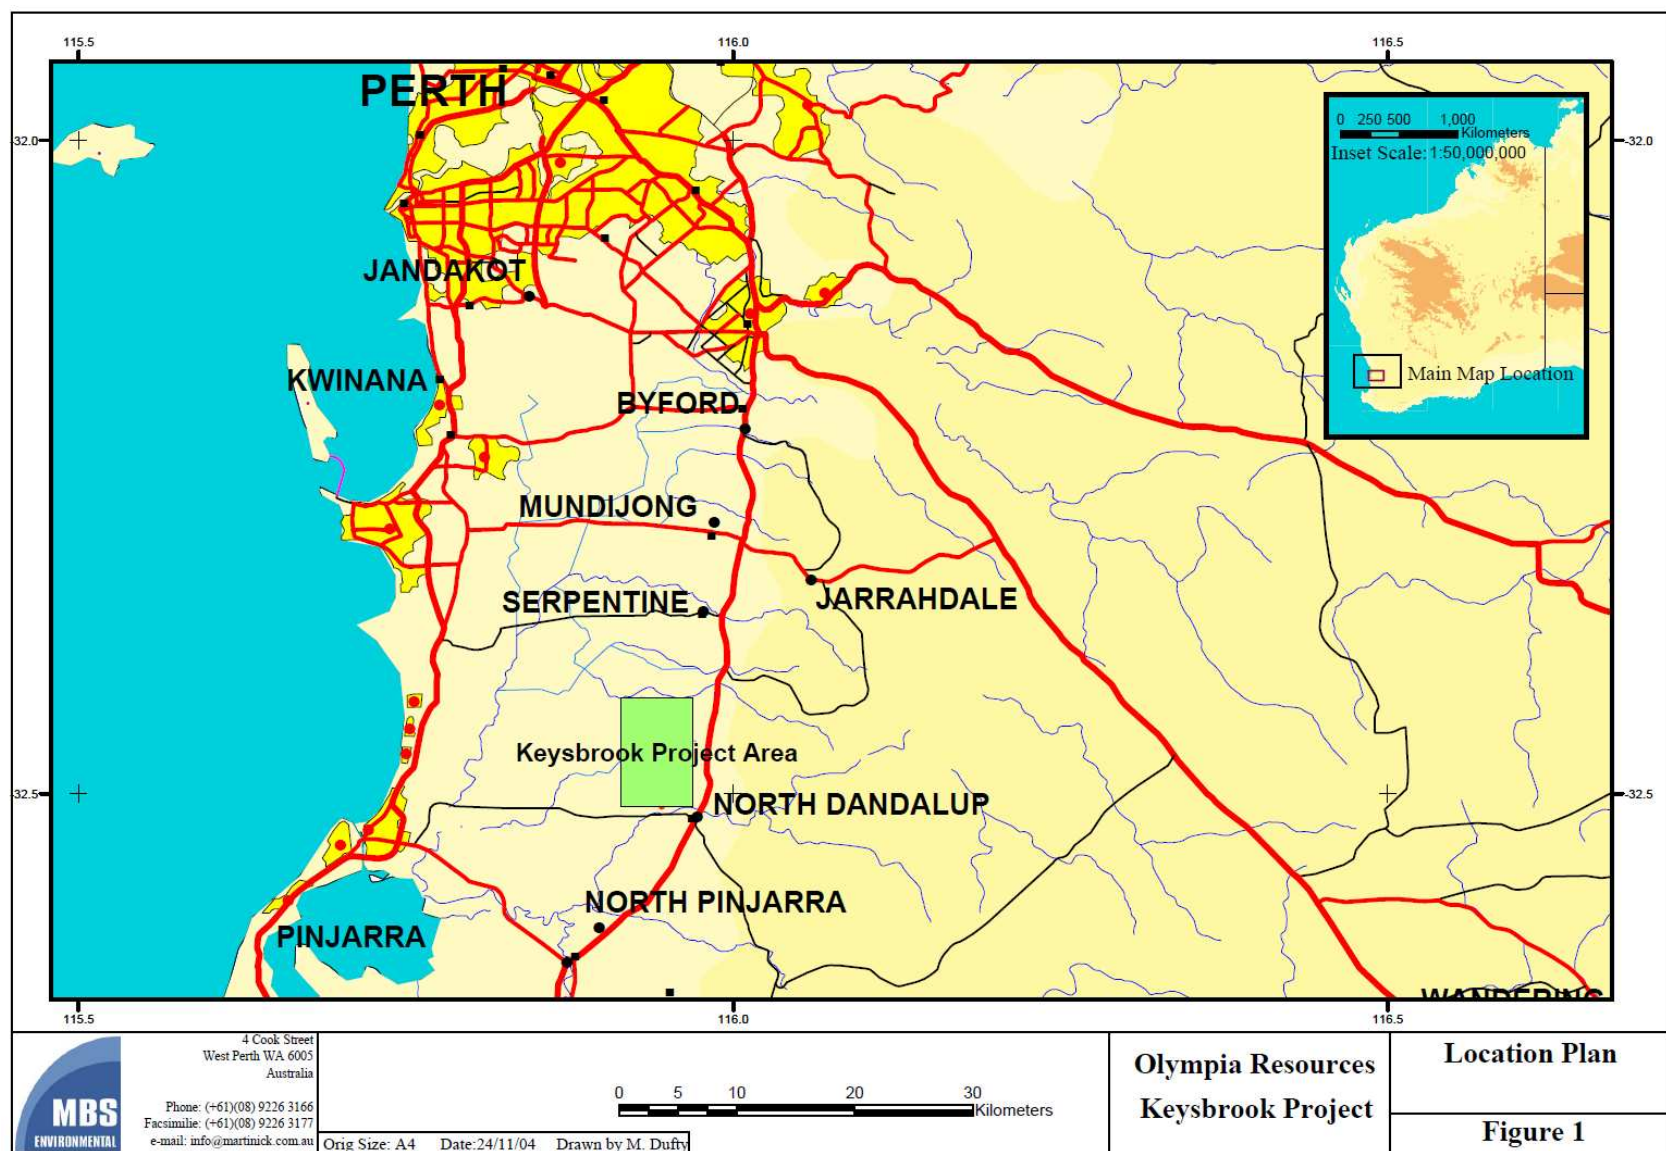 115.5
116.0
116.5
PERTH
32.0
-32.0
0 250 500 1,000
Kilometers
Inset Scale: 1:50,000,000
JANDAKOT
KWINANA
Main Map Location
BYFORD
MUNDIJONG
SERPENTINE
JARRAHDALE
Keysbrook Project Area
32.5
-32.5
NORTH DANDALUP
NORTH PINJARRA
PINJARRA
WANDERING
115.5
116.0
116.5
4 Cook Street
West Perth WA 6005
Australia
Phone: (+61)(08) 9226 3166
Facsimilie: (+61)(08) 9226 3177
e-mail: info@martinick.com.au
MBS
ENVIRONMENTAL
0 5 10 20 30
Kilometers
Orig Size: A4 Date:24/11/04 Drawn by M. Dufty
Olympia Resources
Keysbrook Project
Location Plan
Figure 1